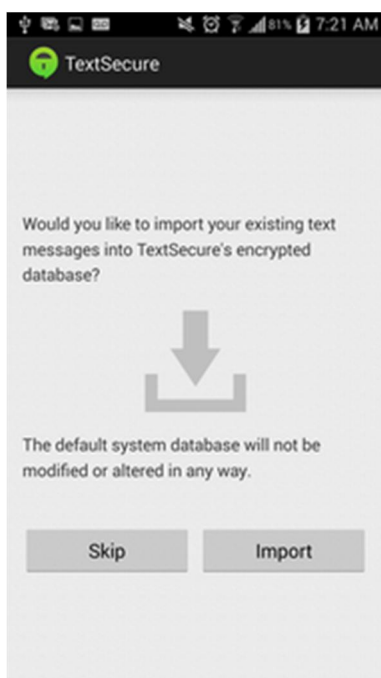 81% 7:21 AM
TextSecure
Would you like to import your existing text
messages into TextSecure's encrypted
database?
The default system database will not be
modified or altered in any way.
Skip Import